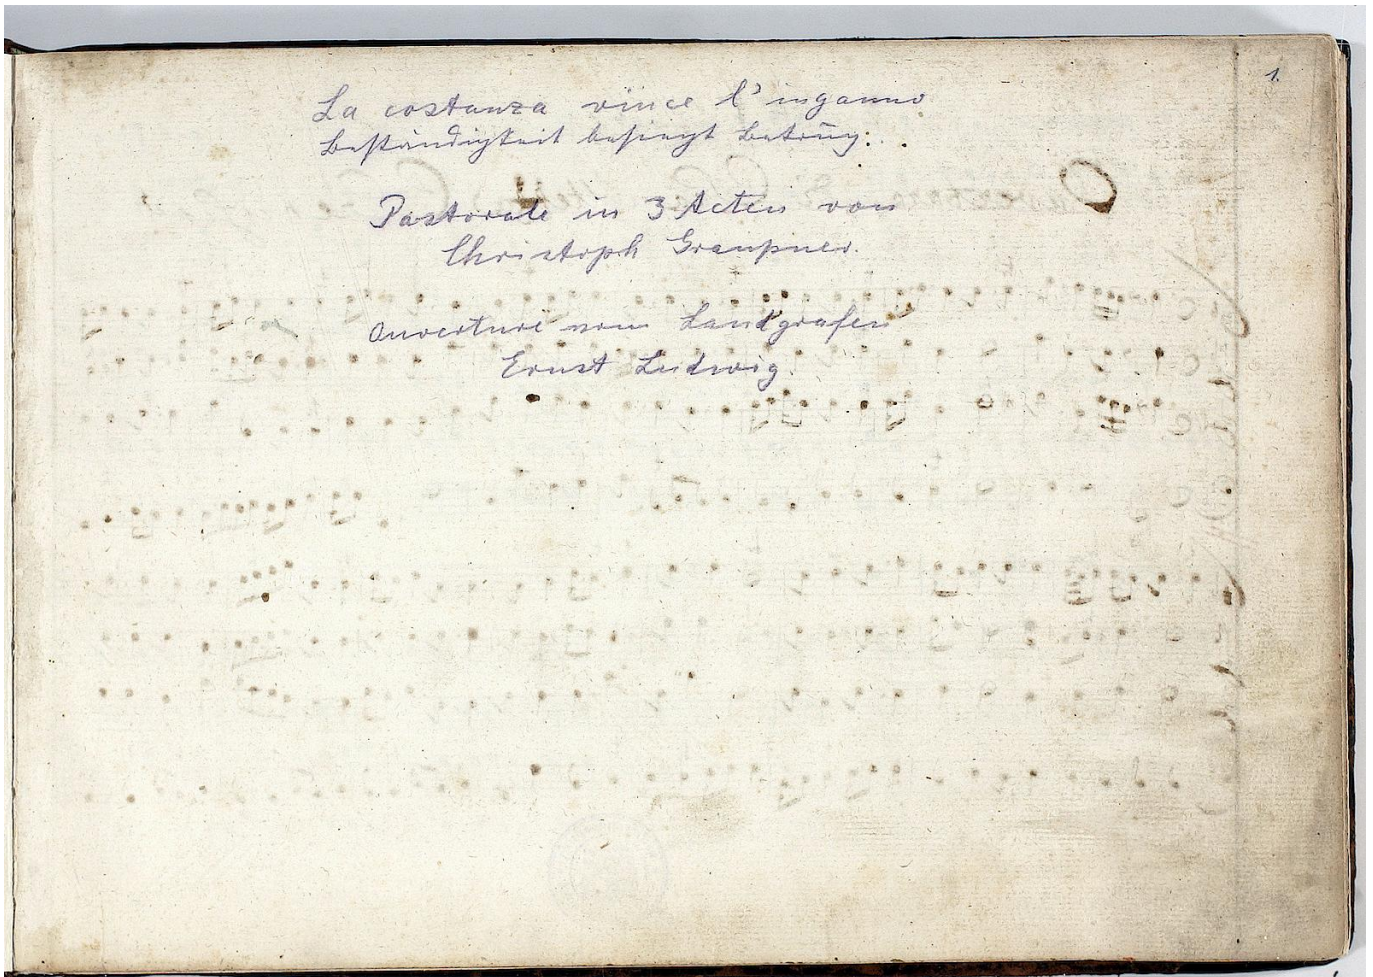 1.
La costanza vince l'inganno
Beständigkeit besiegt Betrug.
Pastorale in 3 Acten von
Christoph Graupner.
Ouverture vom Landgrafen
Ernst Ludwig.